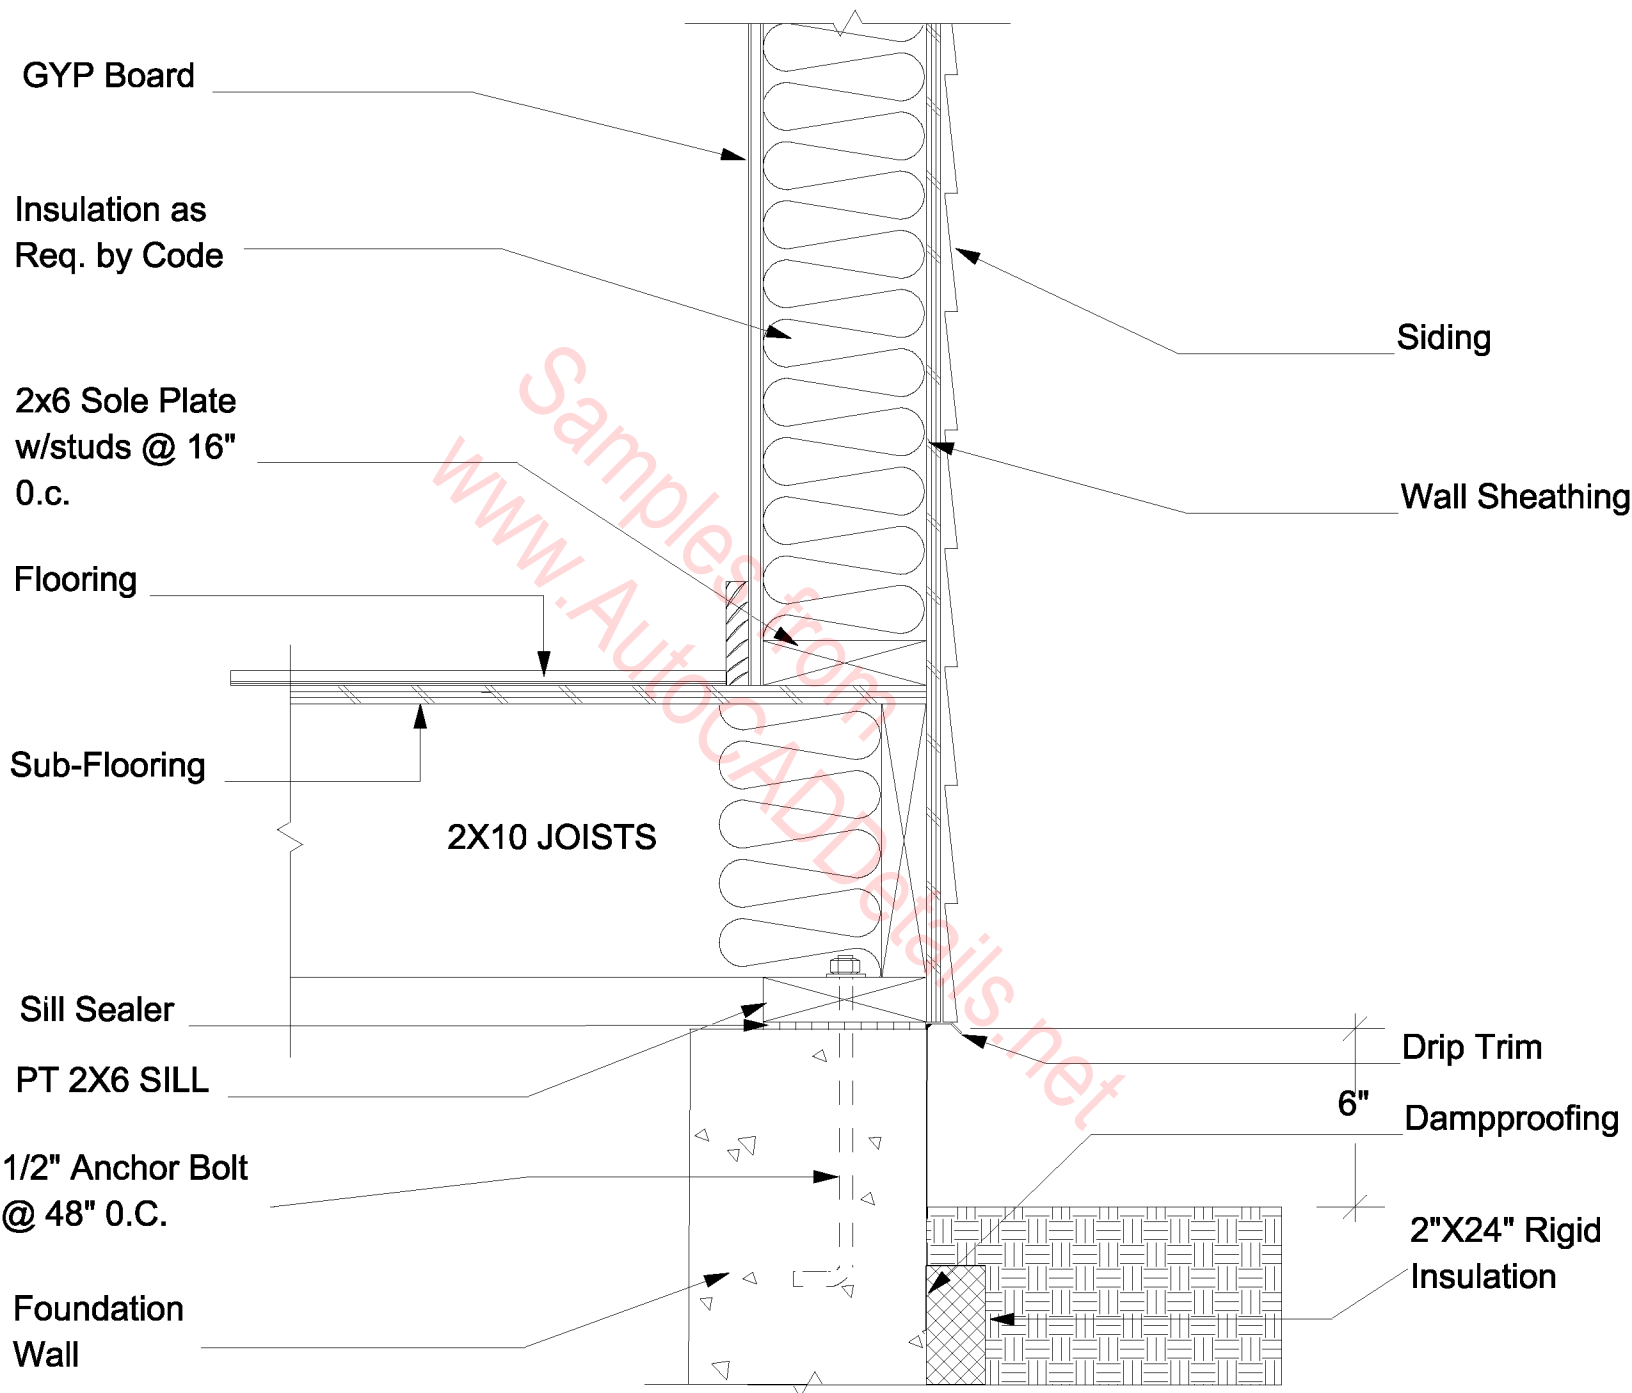 GYP Board
Insulation as
Req. by Code
2x6 Sole Plate
w/studs @ 16"
0.c.
Flooring
Sub-Flooring
2X10 JOISTS
Sill Sealer
PT 2X6 SILL
1/2" Anchor Bolt
@ 48" 0.C.
Foundation
Wall
Siding
Wall Sheathing
Drip Trim
6"
Dampproofing
2"X24" Rigid
Insulation
Samples from
www.AutoCADDetails.net